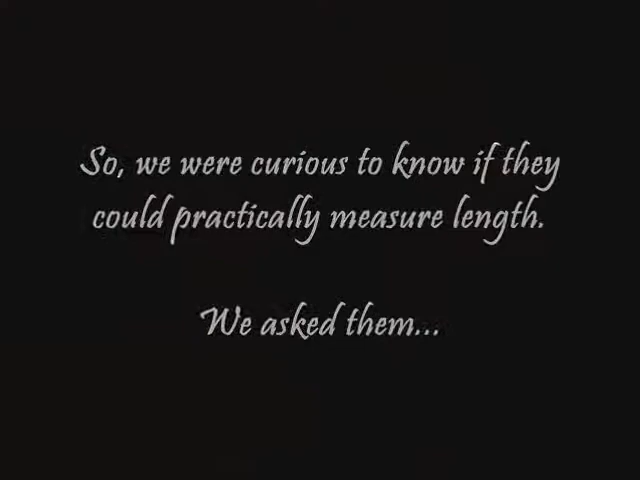 So, we were curious to know if they
could practically measure length.
We asked them...